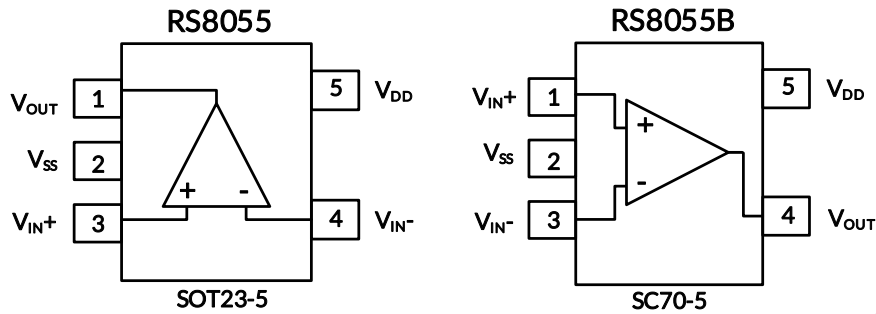 RS8055
VOUT 1
VSS 2
VIN+ 3
5 VDD
4 VIN-
+ -
SOT23-5
RS8055B
VIN+ 1
VSS 2
VIN- 3
5 VDD
4 VOUT
+
-
SC70-5